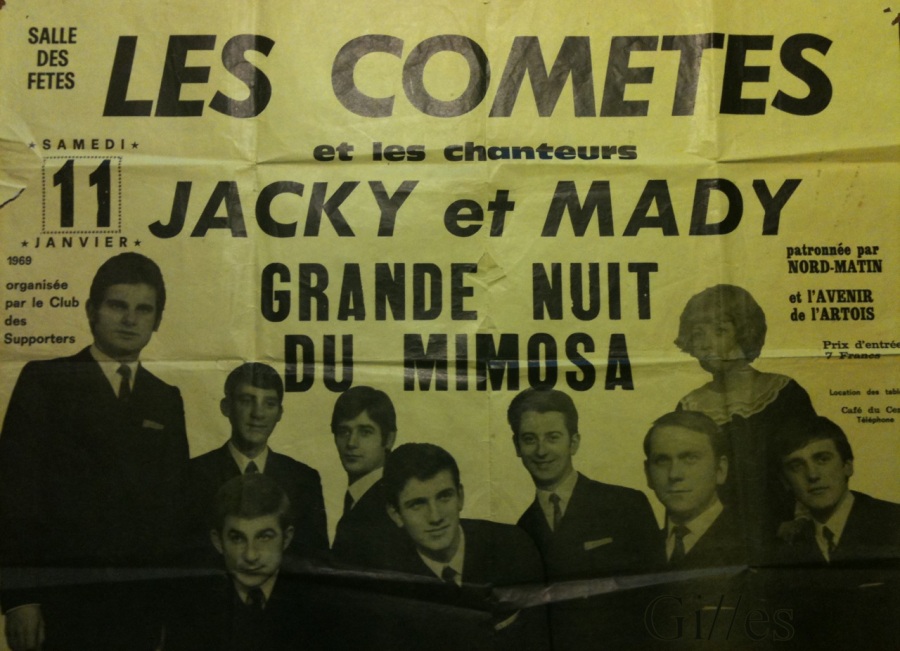 SALLE
DES
FETES
LES COMETES
et les chanteurs
★ SAMEDI ★
11
★ JANVIER ★
1969
JACKY et MADY
organisée
par le Club
des
Supporters
GRANDE NUIT
DU MIMOSA
patronnée par
NORD-MATIN
et l'AVENIR
de l'ARTOIS
Prix d'entrée
7 France
Location des
Café du
Téléphone
Gilles